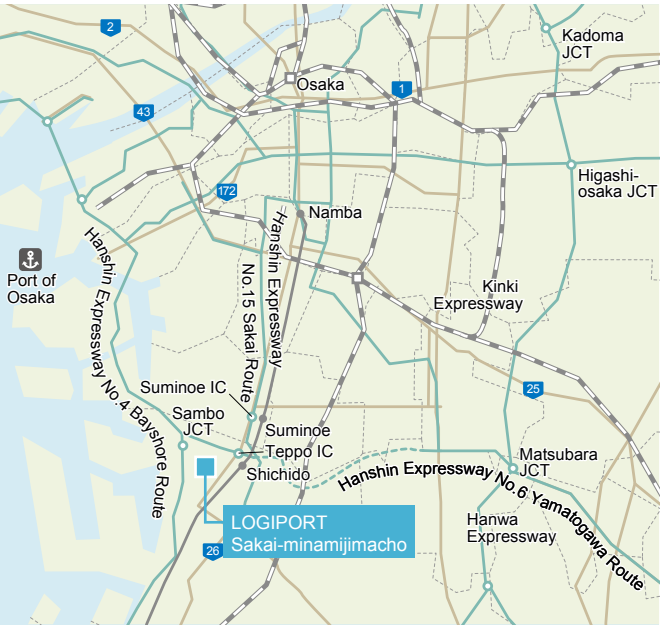 2
Kadoma
JCT
Osaka
1
43
Higashi-
osaka JCT
172
Namba
Port of
Osaka
Hanshin Expressway No.4 Bayshore Route
Hanshin Expressway
No.15 Sakai Route
Kinki
Expressway
25
Suminoe IC
Sambo
JCT
Suminoe
Teppo IC
Shichido
Matsubara
JCT
Hanshin Expressway No.6 Yamatogawa Route
LOGIPORT
Sakai-minamijimacho
Hanwa
Expressway
26